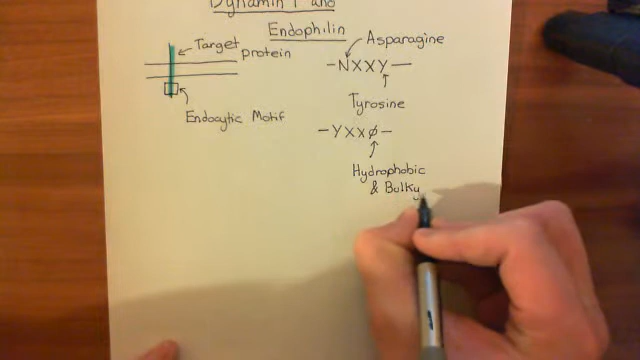 Dynamin 1 and
Endophilin
Target
protein
Endocytic Motif
Asparagine
-NXXY-
Tyrosine
-YXXØ-
Hydrophobic
& Bulky